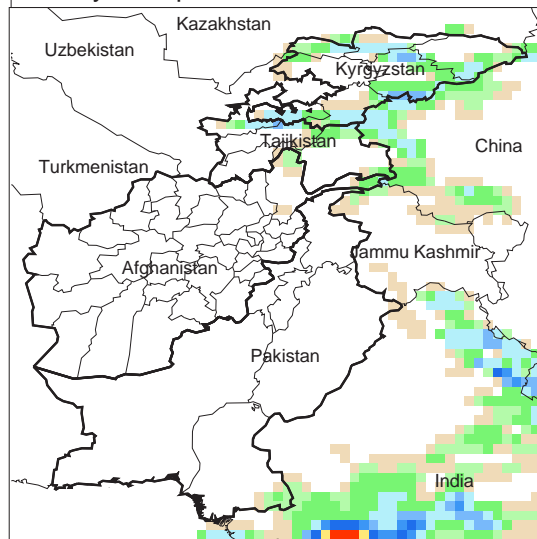 Kazakhstan
Uzbekistan
Kyrgyzstan
Tajikistan
China
Turkmenistan
Jammu Kashmir
Afghanistan
Pakistan
India